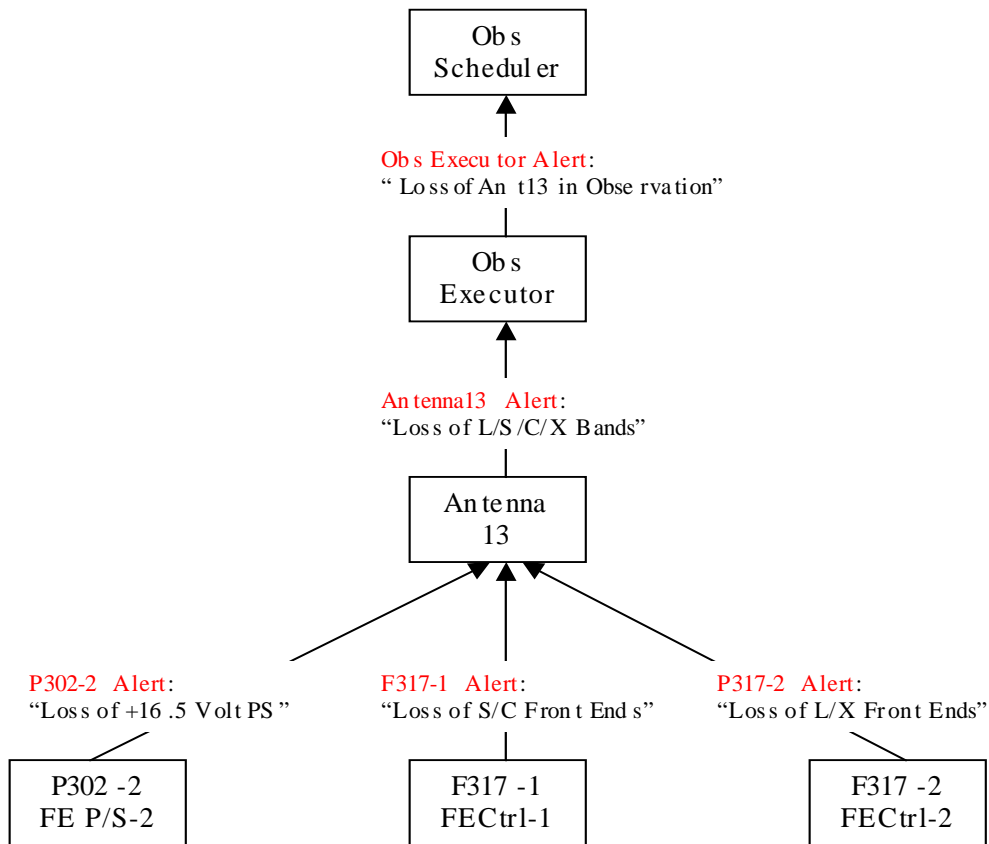 Obs
Scheduler
Obs Executor Alert:
“ Loss of Ant13 in Observation”
Obs
Executor
Antenna13 Alert:
“Loss of L/S/C/X Bands”
Antenna
13
P302-2 Alert:
“Loss of +16.5 Volt PS”
F317-1 Alert:
“Loss of S/C Front Ends”
P317-2 Alert:
“Loss of L/X Front Ends”
P302-2
FE P/S-2
F317-1
FECtrl-1
F317-2
FECtrl-2